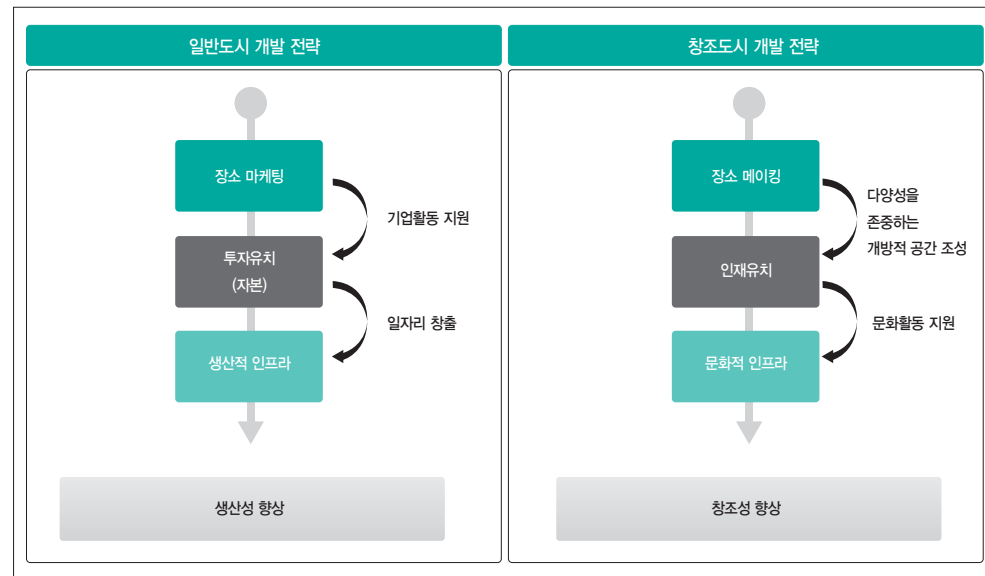 일반도시 개발 전략
장소 마케팅
기업활동 지원
투자유치
(자본)
일자리 창출
생산적 인프라
생산성 향상
창조도시 개발 전략
장소 메이킹
다양성을
존중하는
개방적 공간 조성
인재유치
문화활동 지원
문화적 인프라
창조성 향상